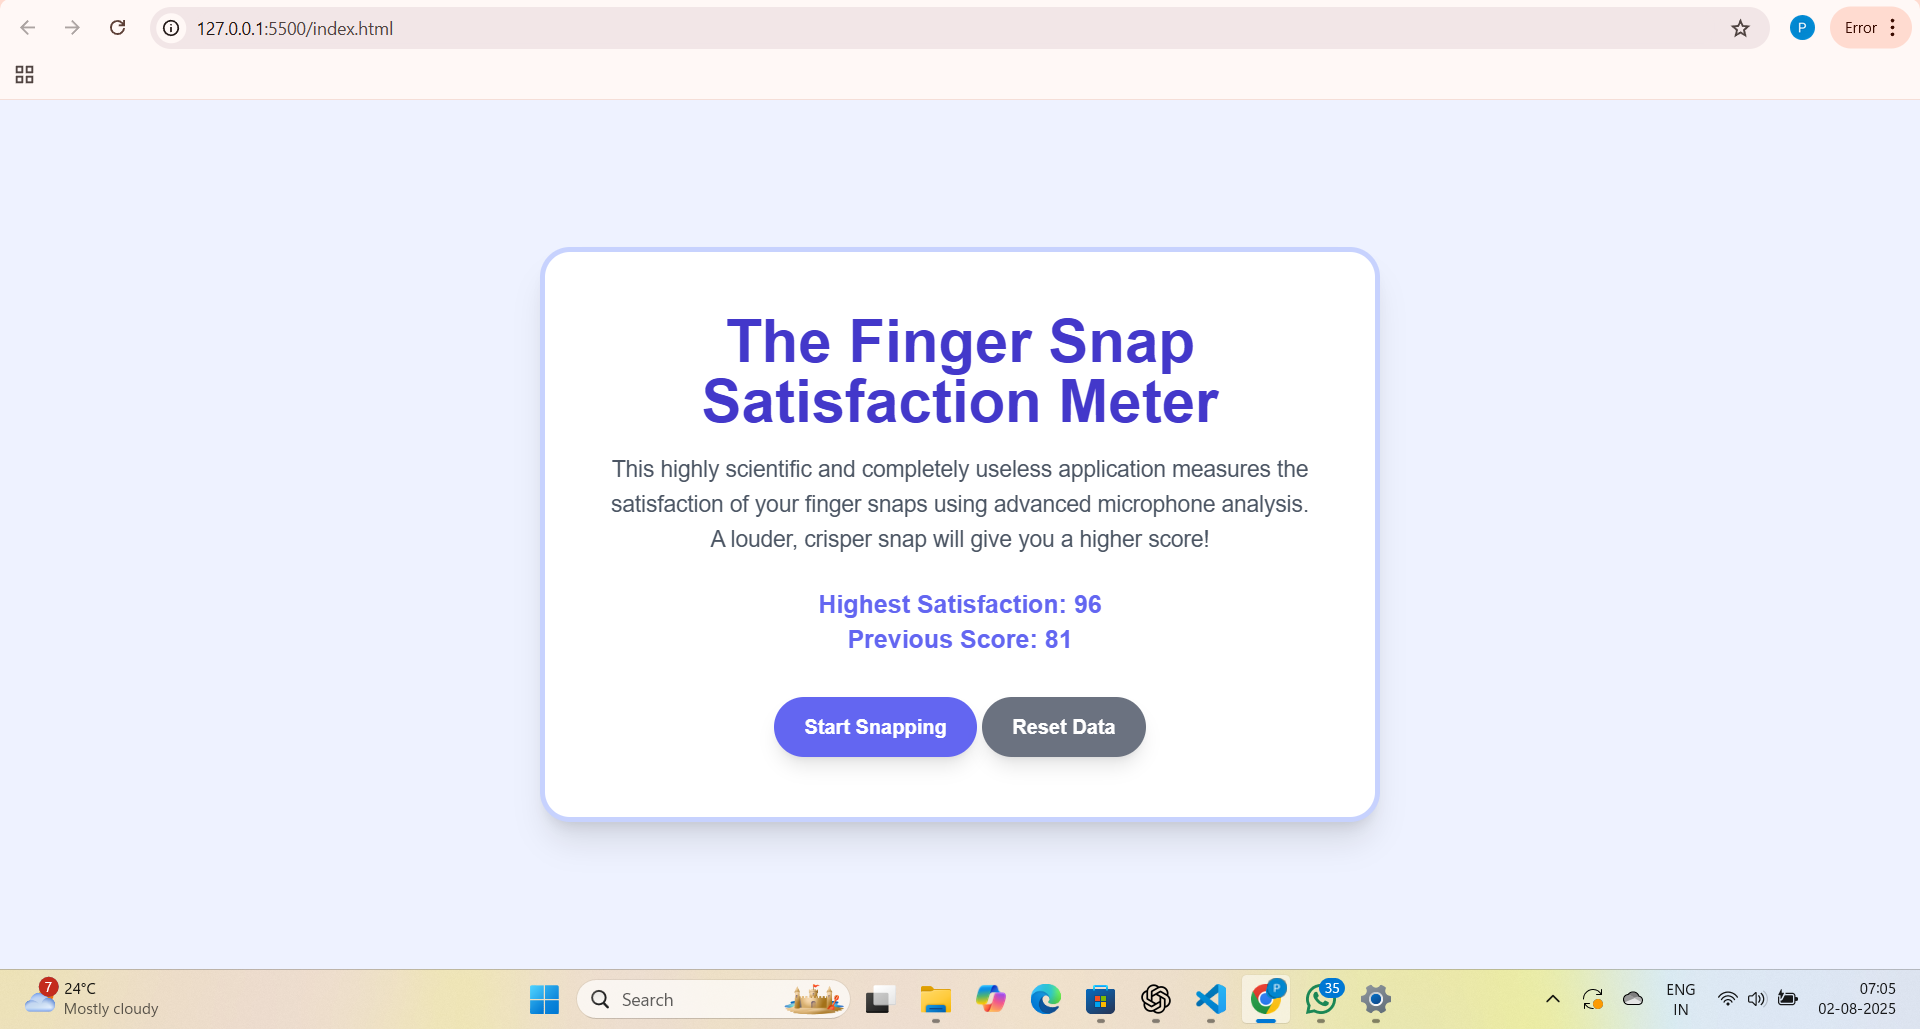 127.0.0.1:5500/index.html
P
Error
The Finger Snap
Satisfaction Meter
This highly scientific and completely useless application measures the
satisfaction of your finger snaps using advanced microphone analysis.
A louder, crisper snap will give you a higher score!
Highest Satisfaction: 96
Previous Score: 81
Start Snapping
Reset Data
7
24°C
Mostly cloudy
Search
P
35
ENG
IN
07:05
02-08-2025